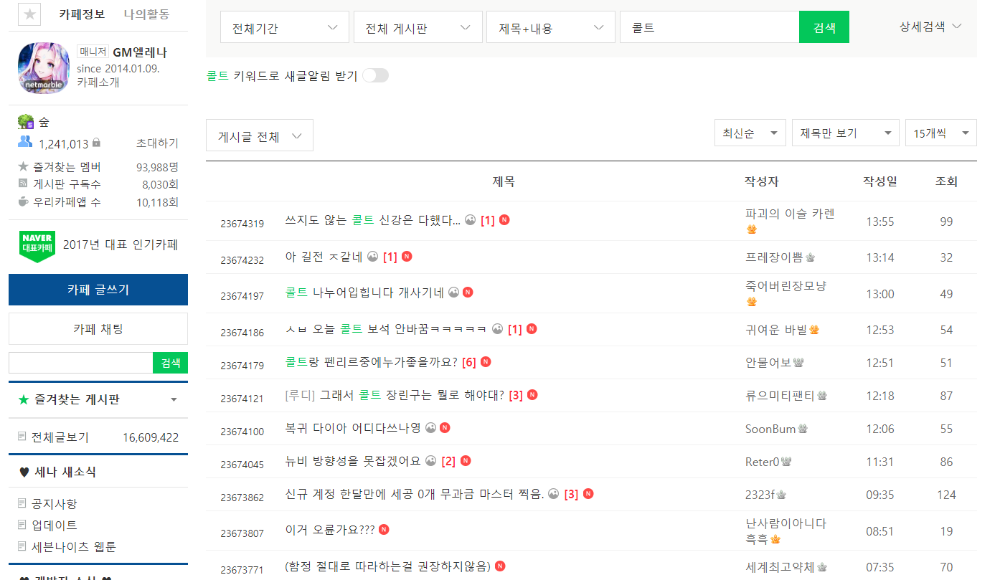 카페정보 나의활동
매니저 GM엘레나
since 2014.01.09.
카페소개
netmarble
숲
1,241,013 초대하기
즐겨찾는 멤버 93,988명
게시판 구독수 8,030회
우리카페앱 수 10,118회
NAVER
대표카페
2017년 대표 인기카페
카페 글쓰기
카페 채팅
검색
즐겨찾는 게시판
전체글보기 16,609,422
♥ 세나 새소식
공지사항
업데이트
세븐나이츠 웹툰
전체기간 전체 게시판 제목+내용 콜트 검색 상세검색
콜트 키워드로 새글알림 받기
게시글 전체 최신순 제목만 보기 15개씩
제목 작성자 작성일 조회
23674319 쓰지도 않는 콜트 신강은 다했다... [1] N 파괴의 이슬 카렌 13:55 99
23674232 아 길전 ㅈ같네 [1] N 프레장이쁨 13:14 32
23674197 콜트 나누어입힙니다 개사기네 N 죽어버린장모냥 13:00 49
23674186 ㅅㅂ 오늘 콜트 보석 안바꿈ㅋㅋㅋㅋㅋ [1] N 귀여운 바빌 12:53 54
23674179 콜트랑 펜리르중에누가좋을까요? [6] N 안물어보 12:51 51
23674121 [루디] 그래서 콜트 장린구는 뭘로 해야대? [3] N 류으미티팬티 12:18 87
23674100 복귀 다이아 어디다쓰나영 N SoonBum 12:06 55
23674045 뉴비 방향성을 못잡겠어요 [2] N Reter0 11:31 86
23673862 신규 계정 한달만에 세공 0개 무과금 마스터 찍음. [3] N 2323f 09:35 124
23673807 이거 오륜가요??? N 난사람이아니다 흑흑 08:51 19
23673771 (함정 절대로 따라하는걸 권장하지않음) N 세계최고약체 07:35 70